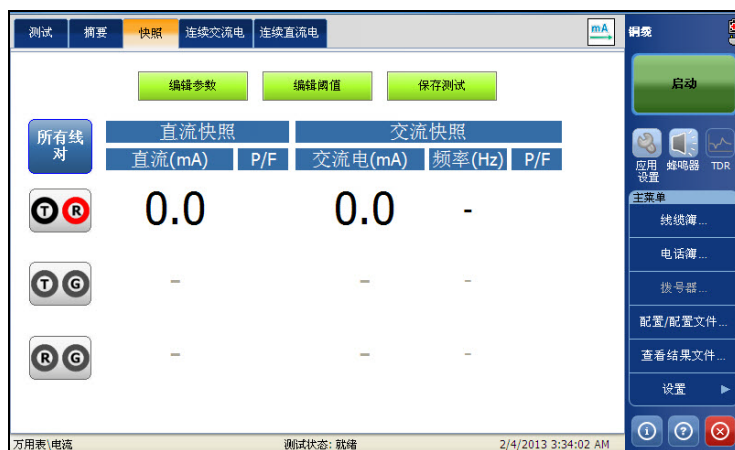 测试 摘要 快照 连续交流电 连续直流电 mA
铜缆
编辑参数 编辑阈值 保存测试
启动
所有线对
直流快照 交流快照
直流(mA) P/F 交流电(mA) 频率(Hz) P/F
应用设置 蜂鸣器 TDR
主菜单
T R 0.0 0.0 -
线缆簿...
电话簿...
T G - - -
拨号器...
配置/配置文件...
R G - - -
查看结果文件...
设置
万用表\电流 测试状态: 就绪 2/4/2013 3:34:02 AM